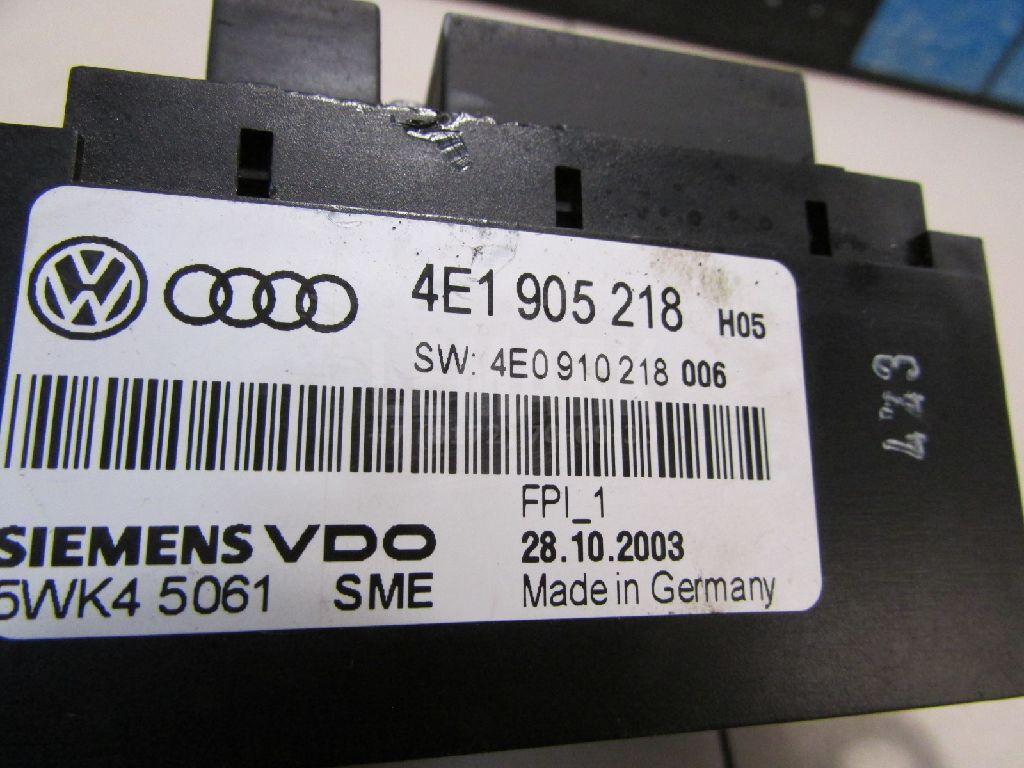 4E1 905 218 H05
SW: 4E0 910 218 006
FPI_1
SIEMENS VDO 28.10.2003
5WK4 5061 SME Made in Germany
443